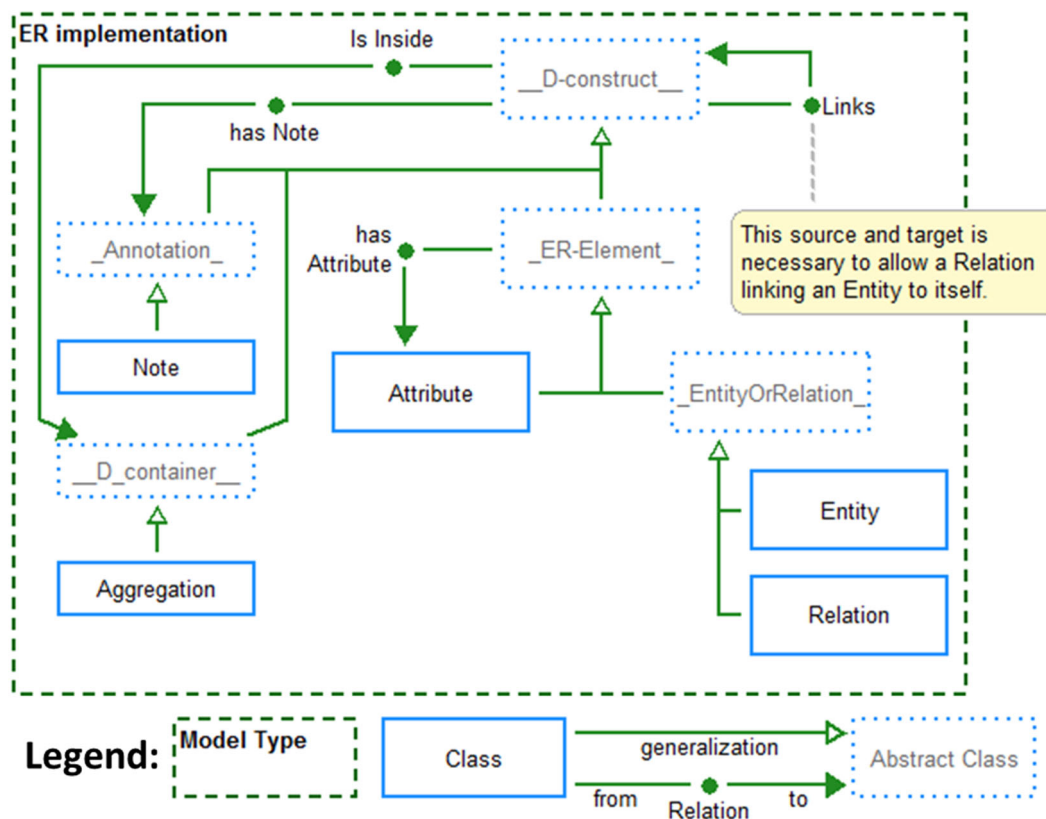 ER implementation
Is Inside
__D-construct__
has Note
Links
_Annotation_
has
Attribute
_ER-Element_
This source and target is
necessary to allow a Relation
linking an Entity to itself.
Note
Attribute
_EntityOrRelation_
__D_container__
Entity
Aggregation
Relation
Legend:
Model Type
Class
generalization
Abstract Class
from
Relation
to